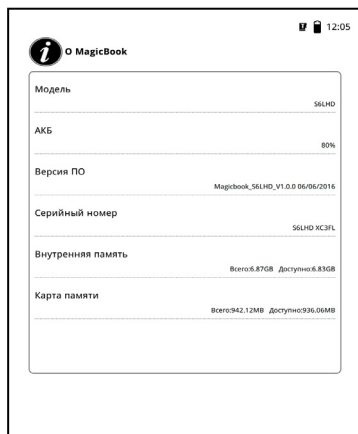 12:05
О MagicBook
Модель
S6LHD
АКБ
80%
Версия ПО
Magicbook_S6LHD_V1.0.0 06/06/2016
Серийный номер
S6LHD XC3FL
Внутренняя память
Всего:6.87GB Доступно:6.83GB
Карта памяти
Всего:942.12MB Доступно:936.06MB